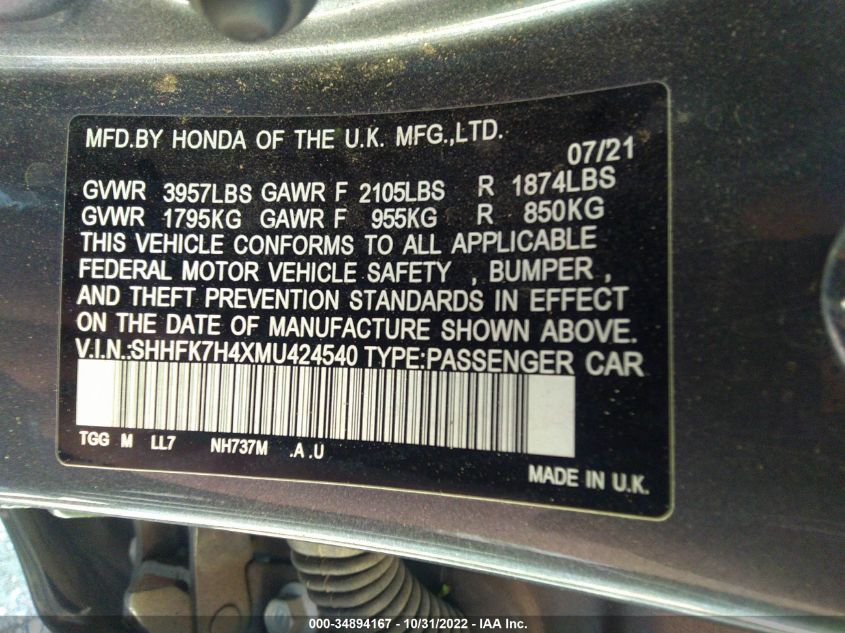 MFD.BY HONDA OF THE U.K. MFG.,LTD.
07/21
GVWR 3957LBS GAWR F 2105LBS R 1874LBS
GVWR 1795KG GAWR F 955KG R 850KG
THIS VEHICLE CONFORMS TO ALL APPLICABLE
FEDERAL MOTOR VEHICLE SAFETY , BUMPER ,
AND THEFT PREVENTION STANDARDS IN EFFECT
ON THE DATE OF MANUFACTURE SHOWN ABOVE.
V.I.N.:SHHFK7H4XMU424540 TYPE:PASSENGER CAR
TGG M LL7 NH737M .A .U
MADE IN U.K.
000-34894167 - 10/31/2022 - IAA Inc.